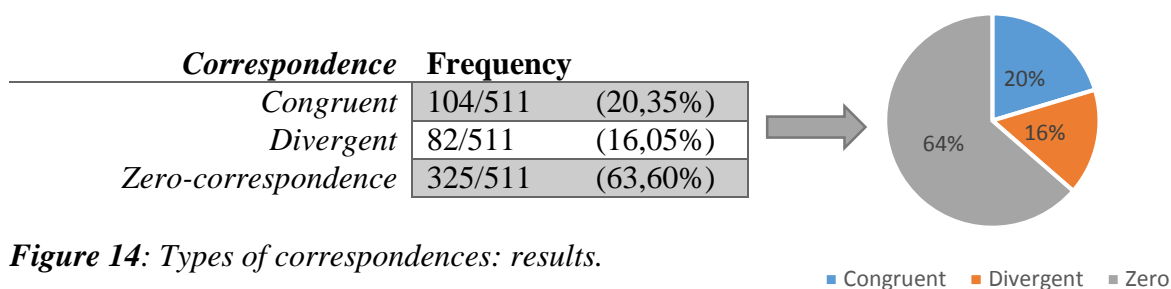 Correspondence Frequency
Congruent 104/511 (20,35%)
Divergent 82/511 (16,05%)
Zero-correspondence 325/511 (63,60%)
20%
16%
64%
Figure 14: Types of correspondences: results.
Congruent Divergent Zero